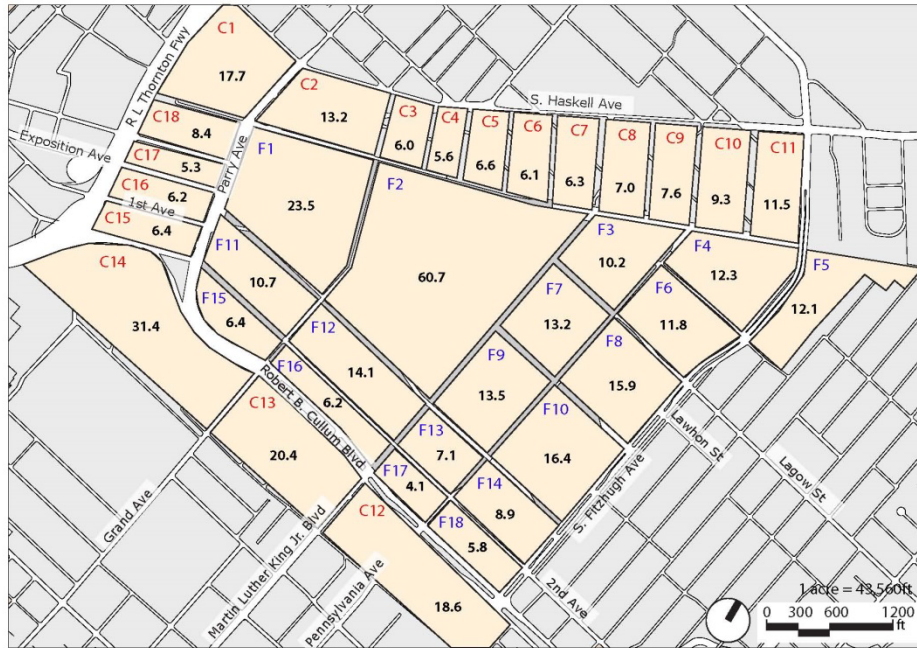 C1
17.7
R L Thornton Fwy
C2
13.2
C3
6.0
C4
5.6
C5
6.6
C6
6.1
C7
6.3
C8
7.0
C9
7.6
C10
9.3
C11
11.5
S. Haskell Ave
C18
8.4
Exposition Ave
C17
5.3
C16
6.2
1st Ave
C15
6.4
Parry Ave
F1
23.5
F2
60.7
F3
10.2
F4
12.3
F5
12.1
C14
31.4
F11
10.7
F15
6.4
F7
13.2
F6
11.8
F12
14.1
F9
13.5
F8
15.9
F16
6.2
Robert B. Cullum Blvd
C13
20.4
F13
7.1
F10
16.4
F17
4.1
F14
8.9
F18
5.8
C12
18.6
Lawhon St
Lagow St
S. Fitzhugh Ave
2nd Ave
Grand Ave
Martin Luther King Jr. Blvd
Pennsylvania Ave
1 acre = 43,560ft
0 300 600 1200
ft